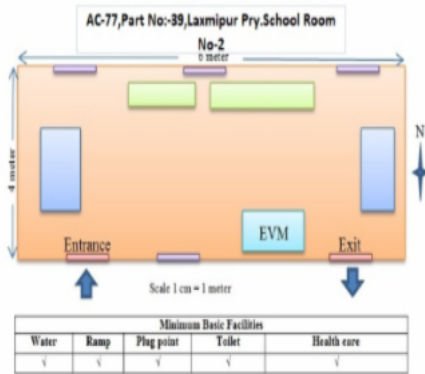 AC-77,Part No:-39,Laxmipur Pry.School Room
No-2
6 meter
4 meter
N
EVM
Entrance
Exit
Scale 1 cm = 1 meter
Minimum Basic Facilities
Water Ramp Plug point Toilet Health care
√ √ √ √ √